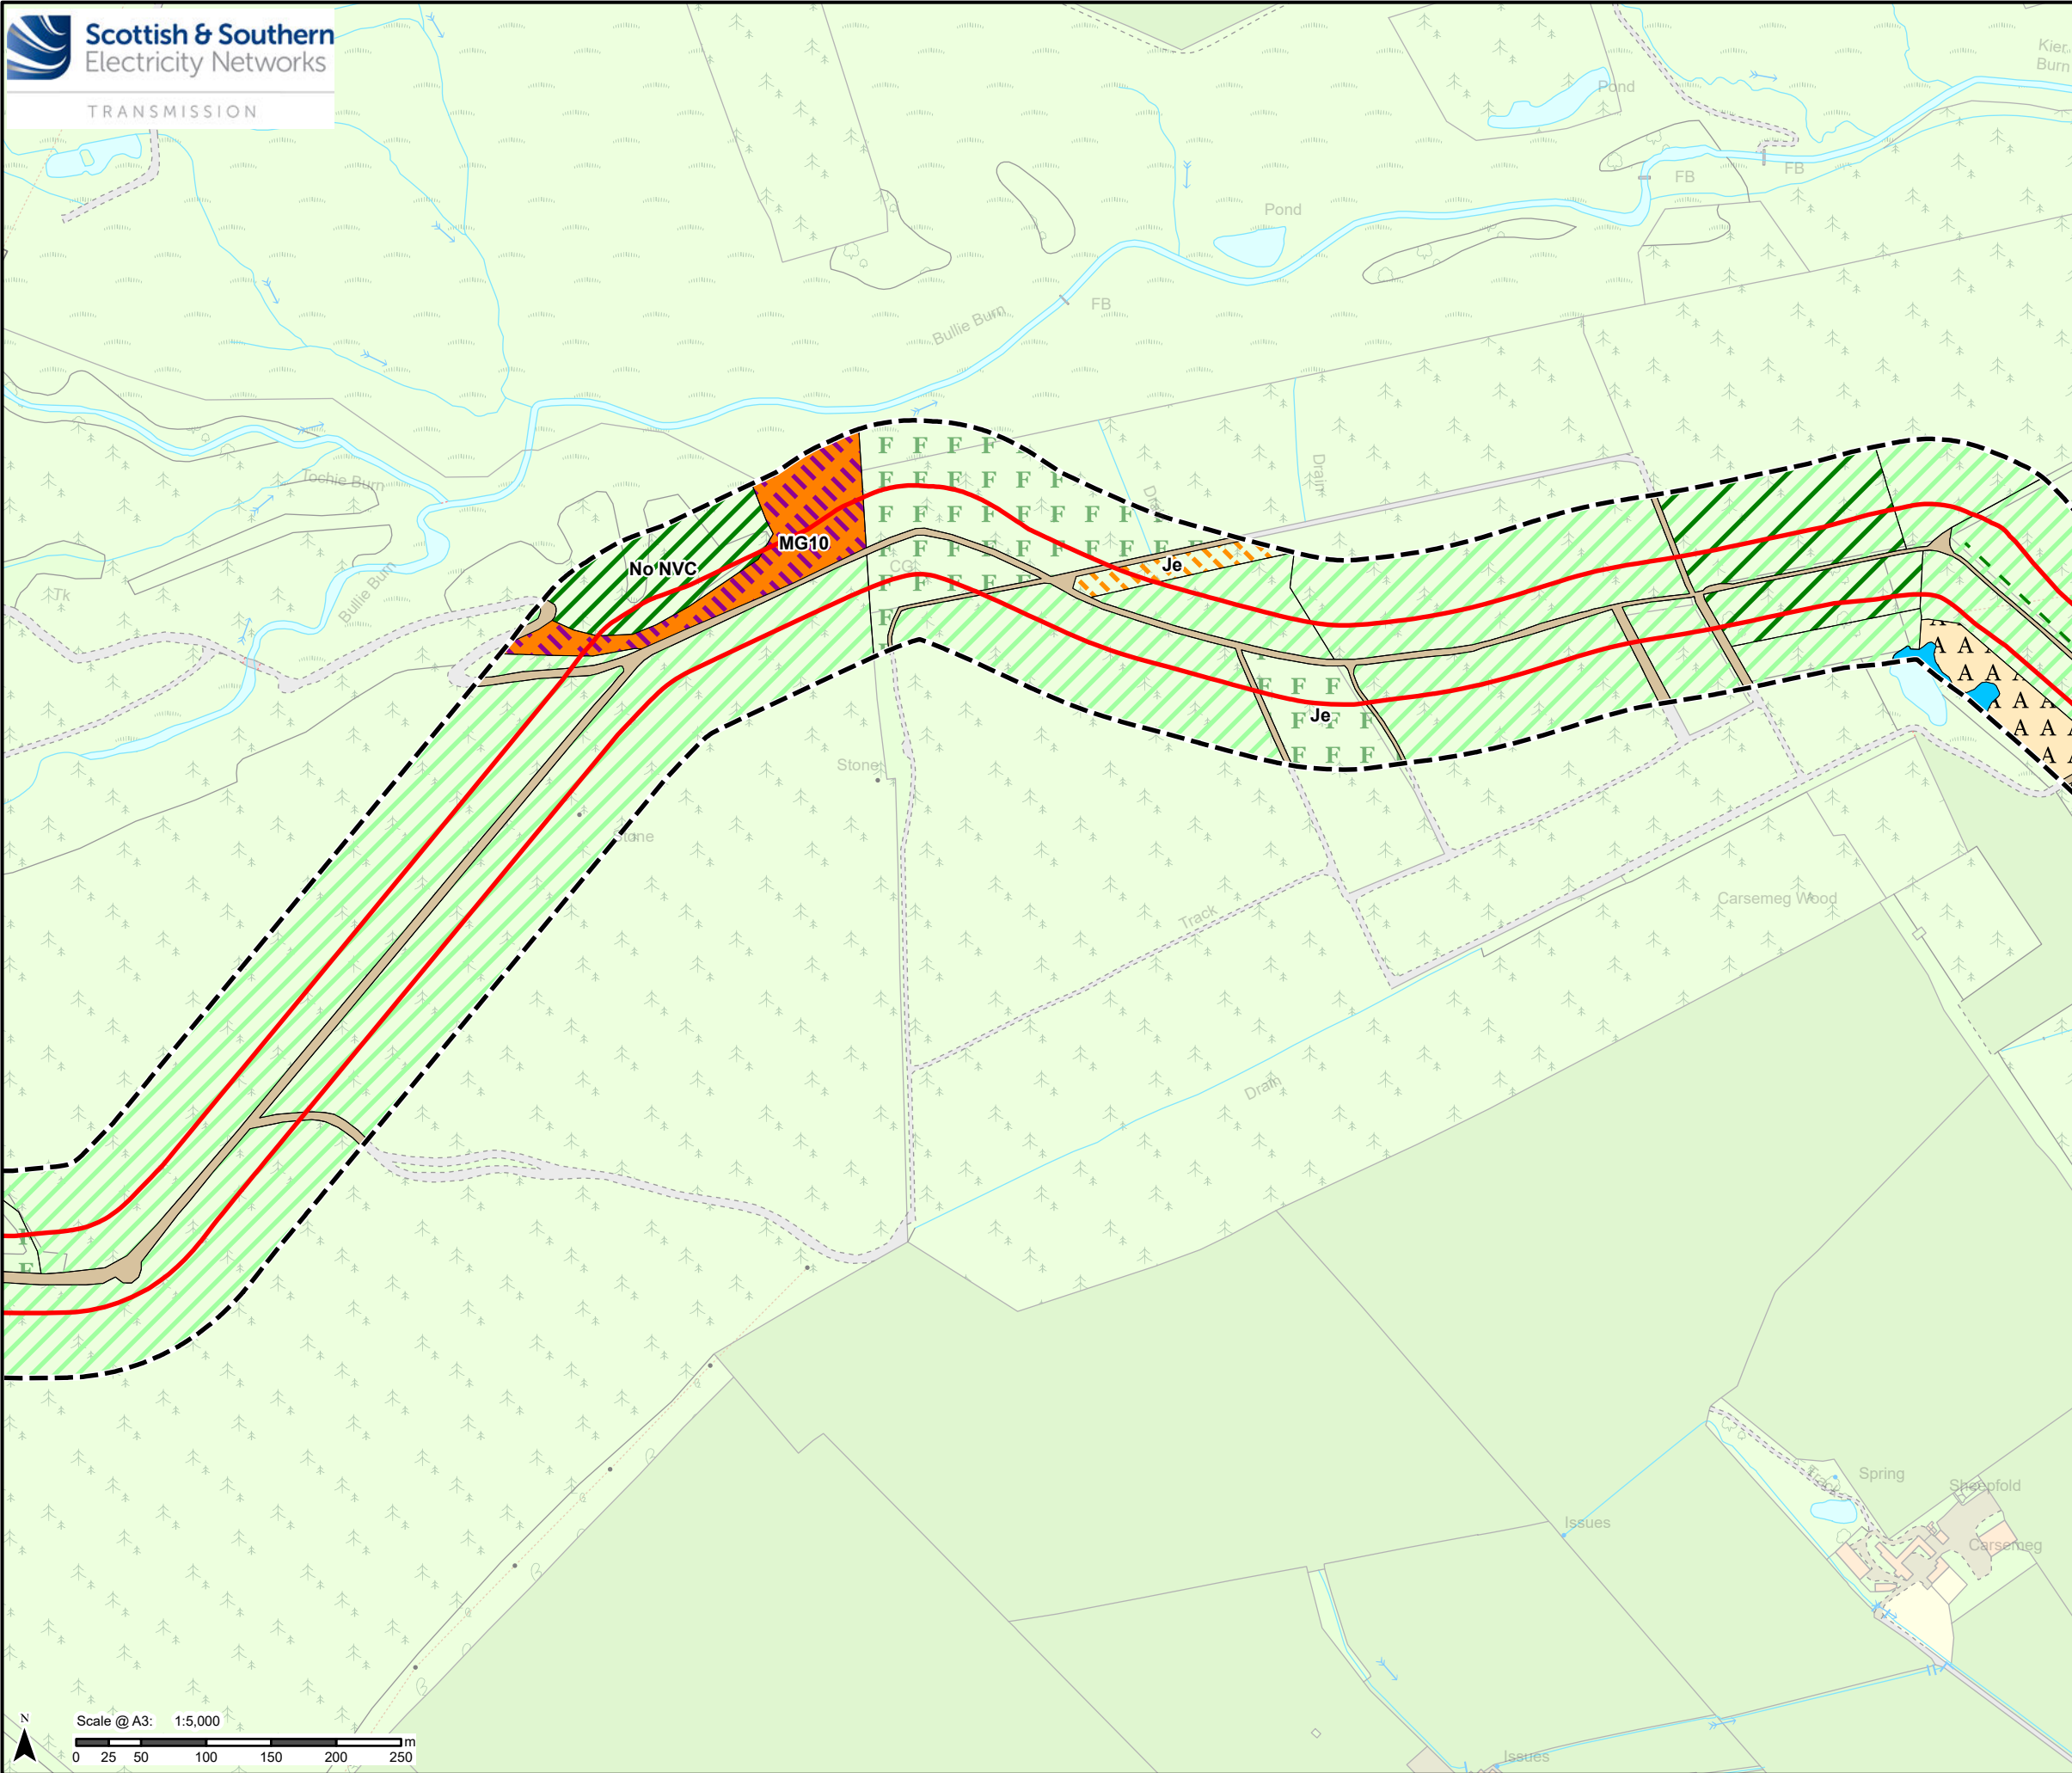 Scottish & Southern
Electricity Networks
TRANSMISSION
Kier
Burn
Pond
FB
FB
Pond
FB
Bullie Burn
Drain
Tochie Burn
F F F F
F F F F F F
MG10
No NVC
Je
CG
Tk
Bullie Burn
F F F
Je
F F
F F F
A A
A A
A A
A A A
A A
Stone
Stone
Carsemeg Wood
Track
Drain
Spring
Track
Sheepfold
Issues
Carsemeg
Issues
N
Scale @ A3: 1:5,000
m
0 25 50 100 150 200 250